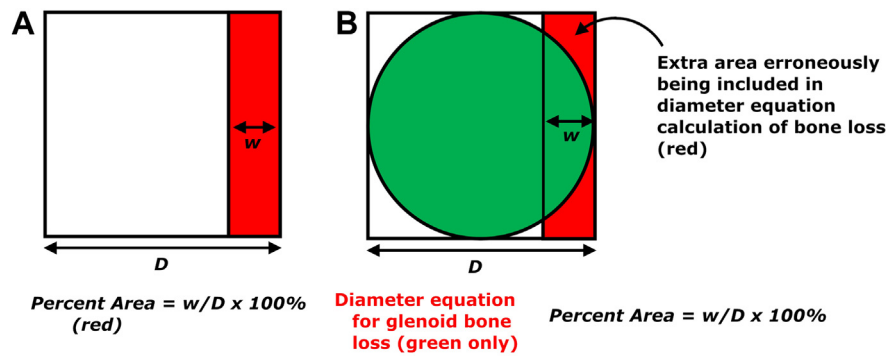 A
B
Extra area erroneously
being included in
diameter equation
calculation of bone loss
(red)
w
w
D
D
Percent Area = w/D x 100%
(red)
Diameter equation
for glenoid bone
loss (green only)
Percent Area = w/D x 100%